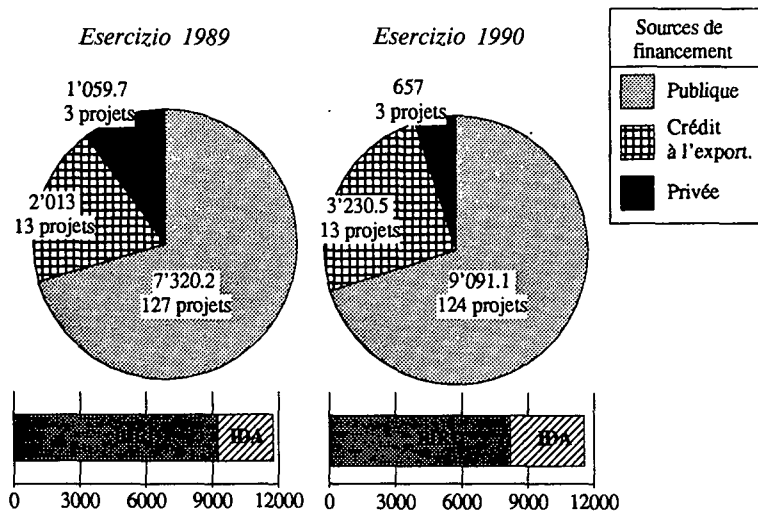 Esercizio 1989
1'059.7
3 projets
2'013
13 projets
7'320.2
127 projets
IDA
0 3000 6000 9000 12000
Esercizio 1990
657
3 projets
3'230.5
13 projets
9'091.1
124 projets
IDA
0 3000 6000 9000 12000
Sources de
financement
Publique
Crédit
à l'export.
Privée